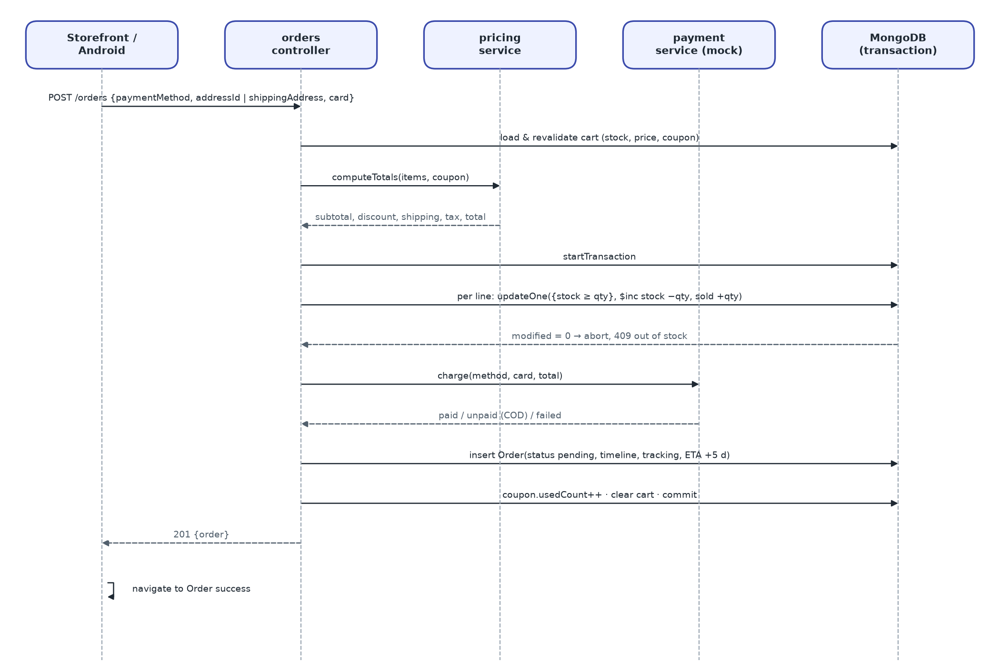 Storefront /
Android
orders
controller
pricing
service
payment
service (mock)
MongoDB
(transaction)
POST /orders {paymentMethod, addressId | shippingAddress, card}
load & revalidate cart (stock, price, coupon)
computeTotals(items, coupon)
subtotal, discount, shipping, tax, total
startTransaction
per line: updateOne({stock ≥ qty}, $inc stock −qty, sold +qty)
modified = 0 → abort, 409 out of stock
charge(method, card, total)
paid / unpaid (COD) / failed
insert Order(status pending, timeline, tracking, ETA +5 d)
coupon.usedCount++ · clear cart · commit
201 {order}
navigate to Order success